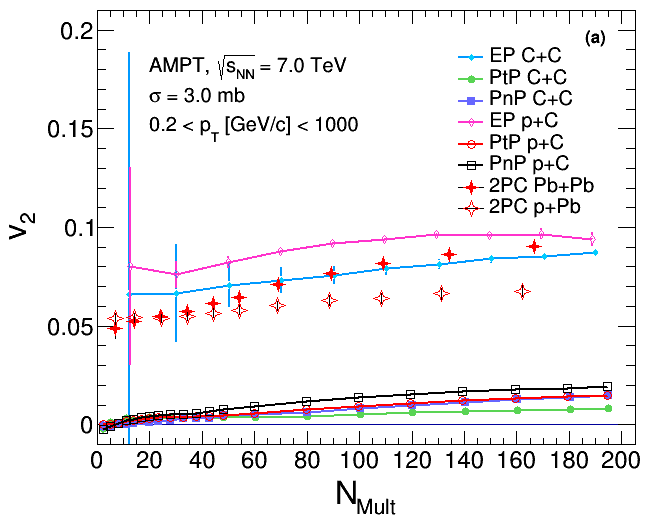 (a)
AMPT, √s_NN = 7.0 TeV
σ = 3.0 mb
0.2 < p_T [GeV/c] < 1000
EP C+C
PtP C+C
PnP C+C
EP p+C
PtP p+C
PnP p+C
2PC Pb+Pb
2PC p+Pb
v_2
0.2
0.15
0.1
0.05
0
0 20 40 60 80 100 120 140 160 180 200
N_Mult